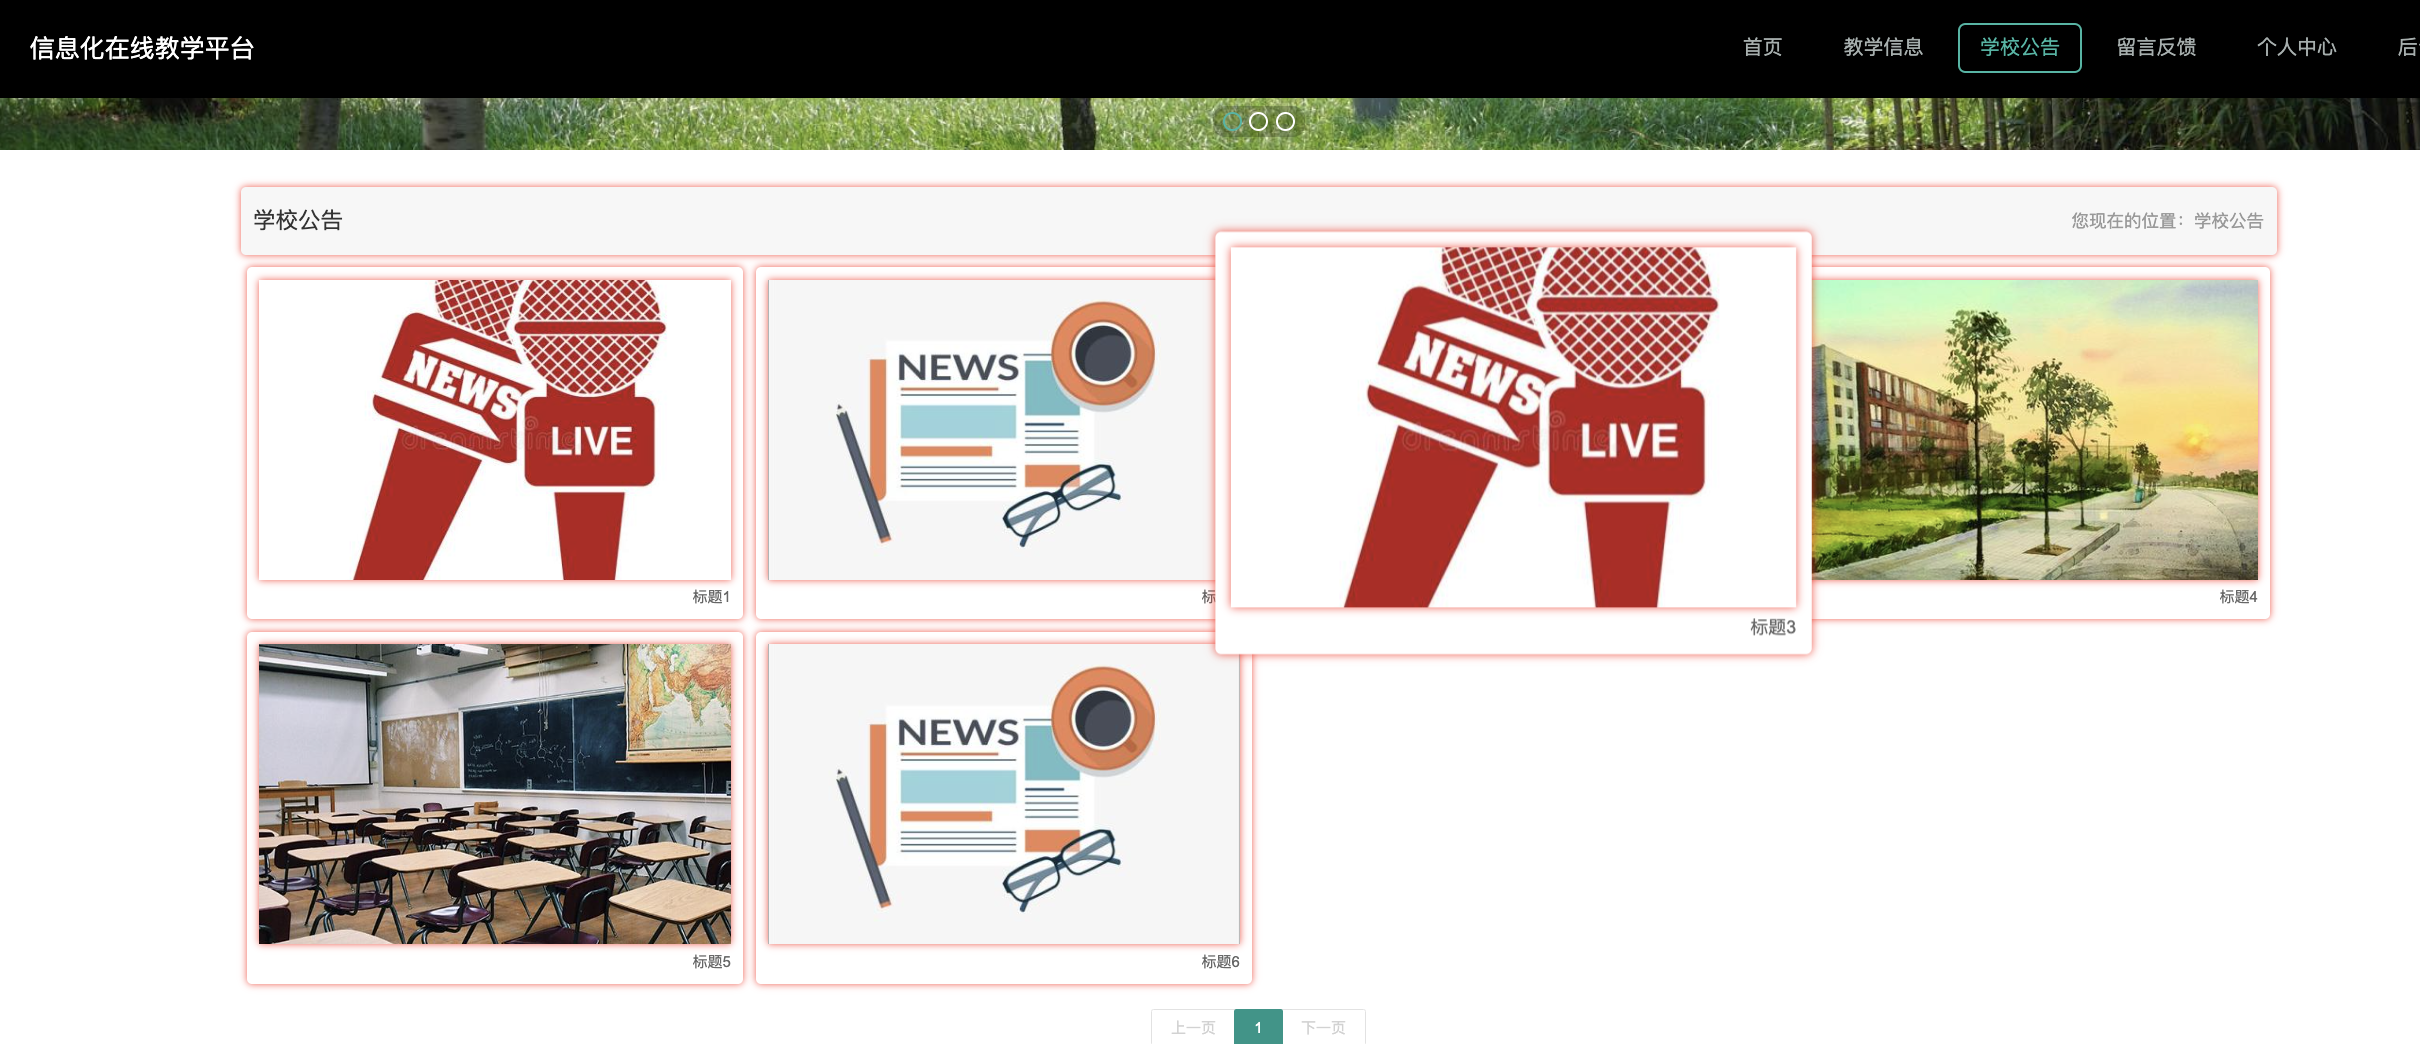 信息化在线教学平台
首页 教学信息 学校公告 留言反馈 个人中心 后
学校公告
您现在的位置：学校公告
NEWS
LIVE
dreamstime
标题1
NEWS
标
NEWS
LIVE
dreamstime
标题3
标题4
标题5
NEWS
标题6
上一页 1 下一页